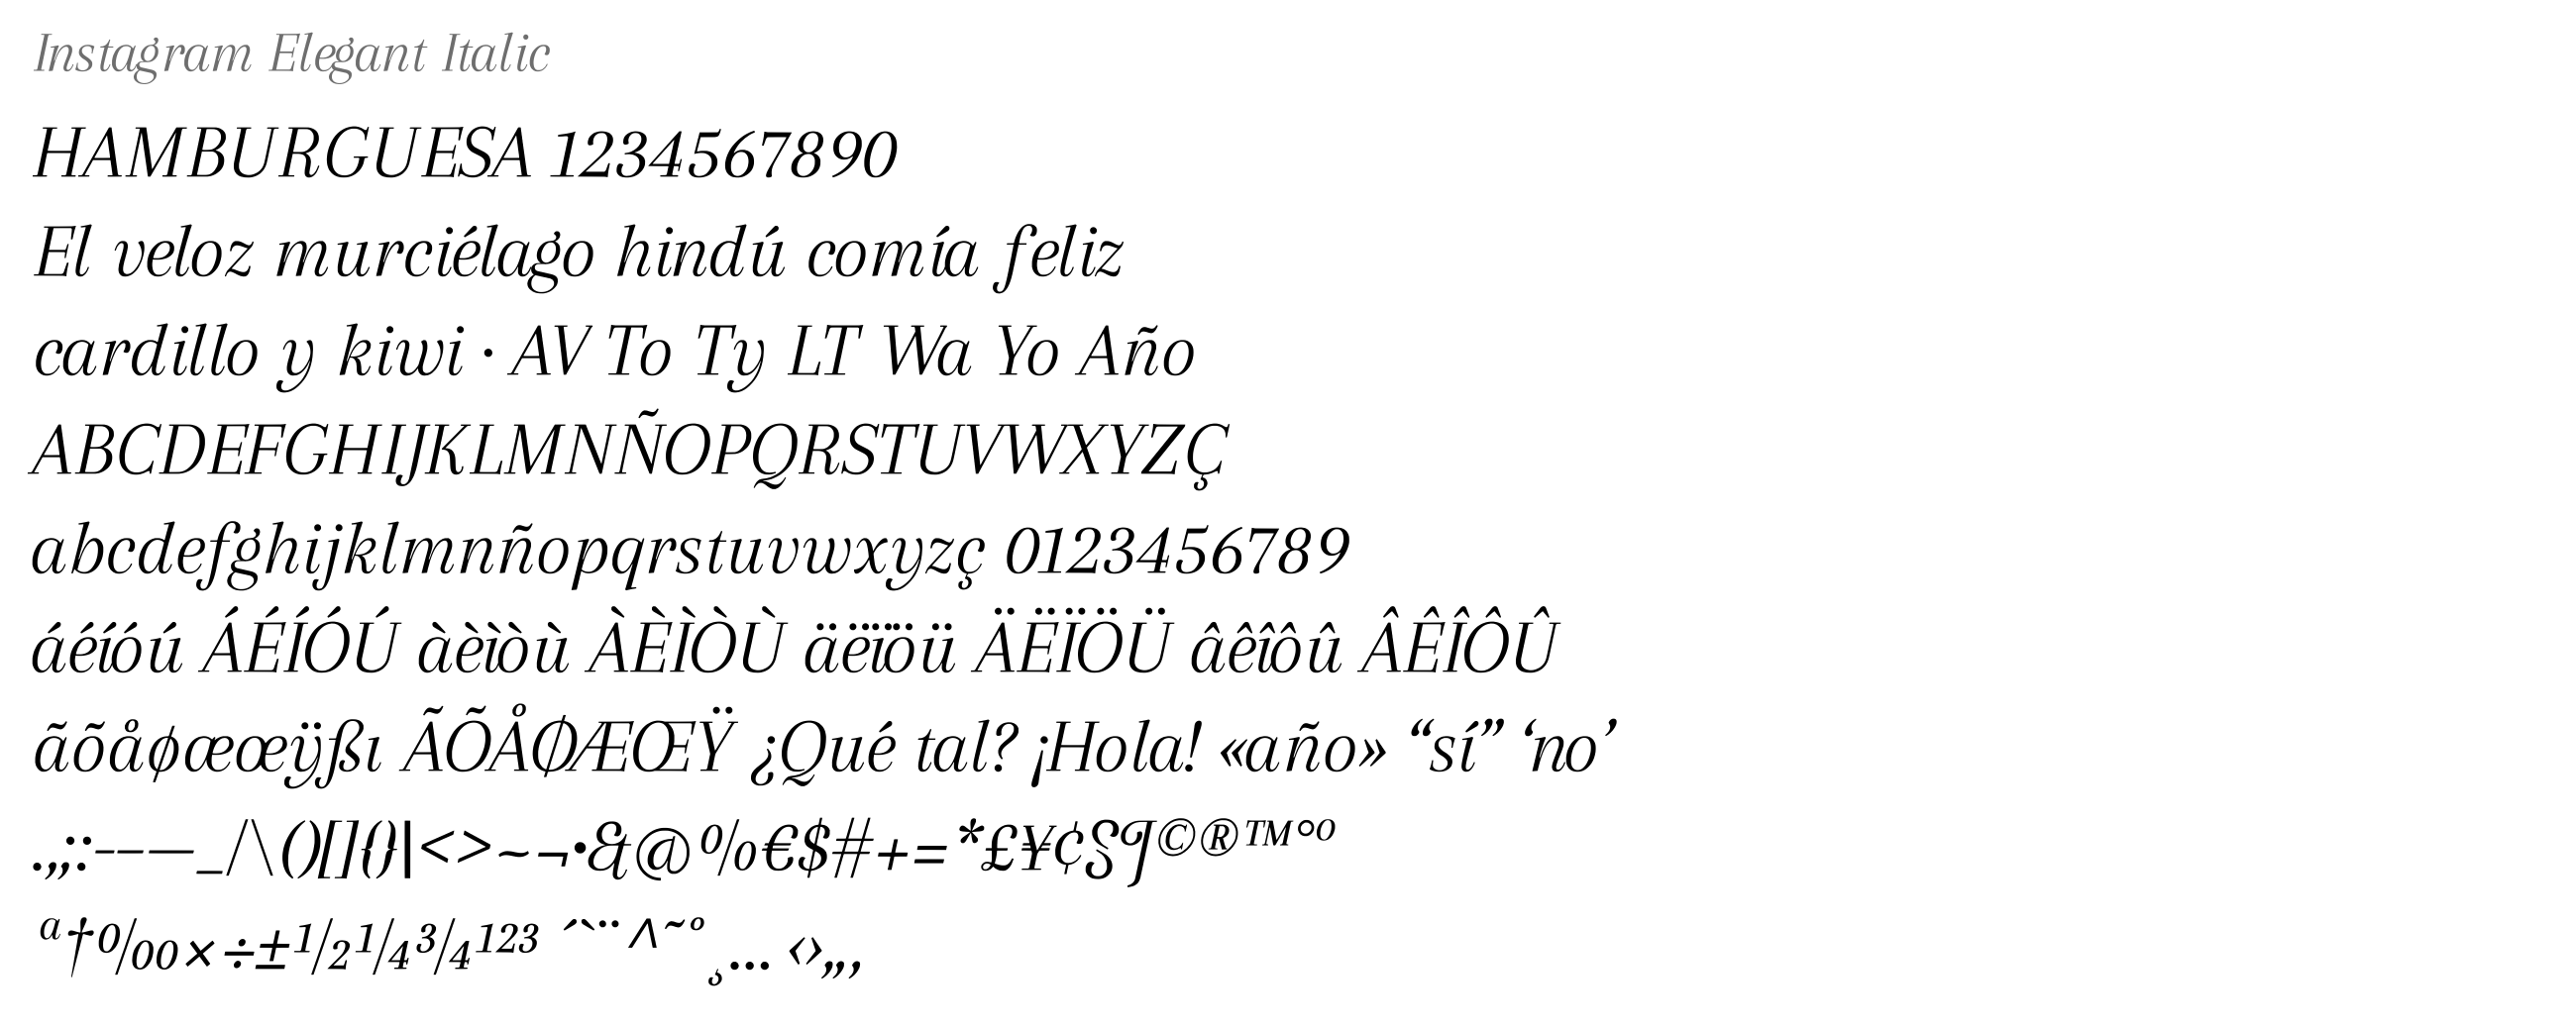 Instagram Elegant Italic
HAMBURGUESA 1234567890
El veloz murciélago hindú comía feliz
cardillo y kiwi · AV To Ty LT Wa Yo Año
ABCDEFGHIJKLMNÑOPQRSTUVWXYZÇ
abcdefghijklmnñopqrstuvwxyzç 0123456789
áéíóú ÁÉÍÓÚ àèìòù ÀÈÌÒÙ äëïöü ÄËÏÖÜ âêîôû ÂÊÎÔÛ
ãõåøæœÿßı ÃÕÅØÆŒŸ ¿Qué tal? ¡Hola! «año» “sí” ‘no’
.,;:-–—_/\()[]{}|<>~¬•&@%€$#+=*£¥¢§¶©®™°º
ª†‰×÷±½¼¾¹²³ ´`¨^˜°¸… ‹›„‚